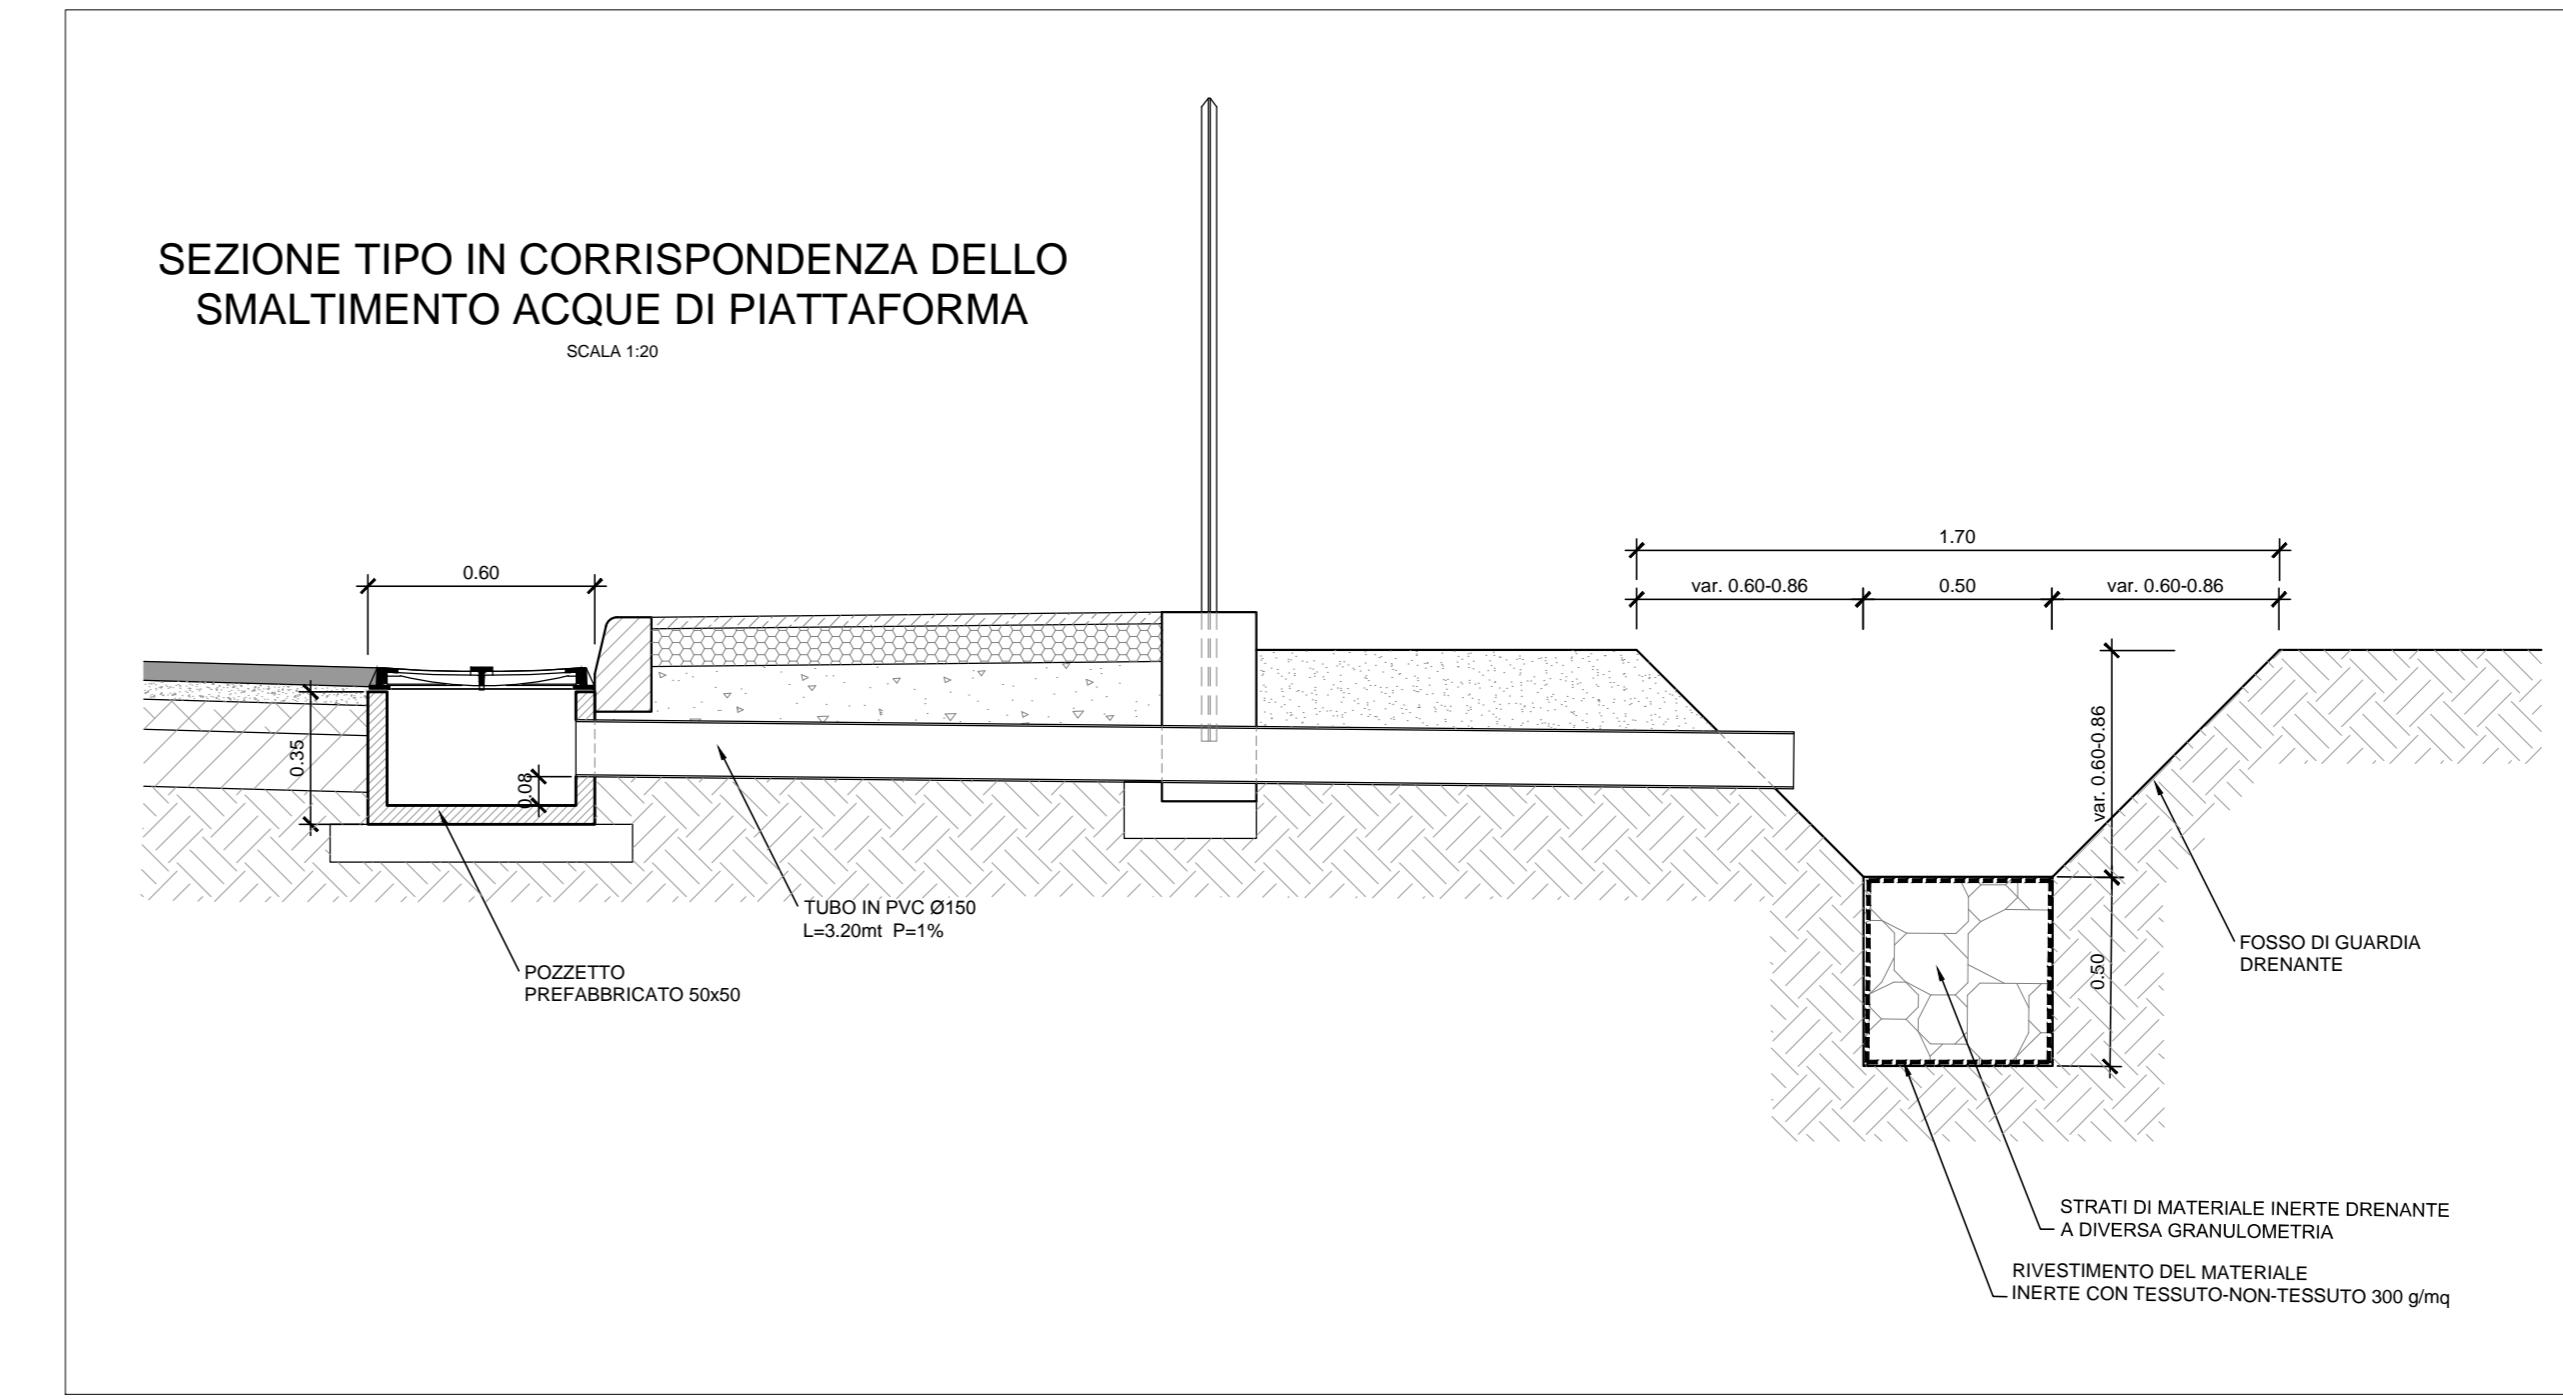 SEZIONE TIPO IN CORRISPONDENZA DELLO
SMALTIMENTO ACQUE DI PIATTAFORMA
SCALA 1:20
1.70
0.60
var. 0.60-0.86
0.50
var. 0.60-0.86
0.35
0.08
var. 0.60-0.86
0.50
TUBO IN PVC Ø150
L=3.20mt P=1%
POZZETTO
PREFABBRICATO 50x50
FOSSO DI GUARDIA
DRENANTE
STRATI DI MATERIALE INERTE DRENANTE
A DIVERSA GRANULOMETRIA
RIVESTIMENTO DEL MATERIALE
INERTE CON TESSUTO-NON-TESSUTO 300 g/mq